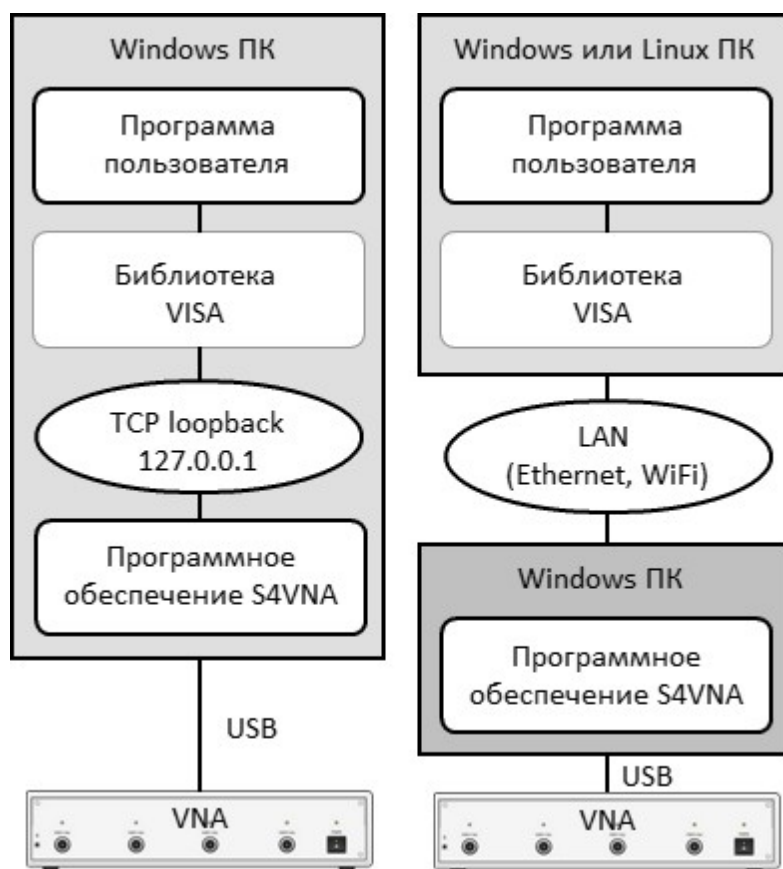 Windows ПК
Программа
пользователя
Библиотека
VISA
TCP loopback
127.0.0.1
Программное
обеспечение S4VNA
USB
VNA
Windows или Linux ПК
Программа
пользователя
Библиотека
VISA
LAN
(Ethernet, WiFi)
Windows ПК
Программное
обеспечение S4VNA
USB
VNA